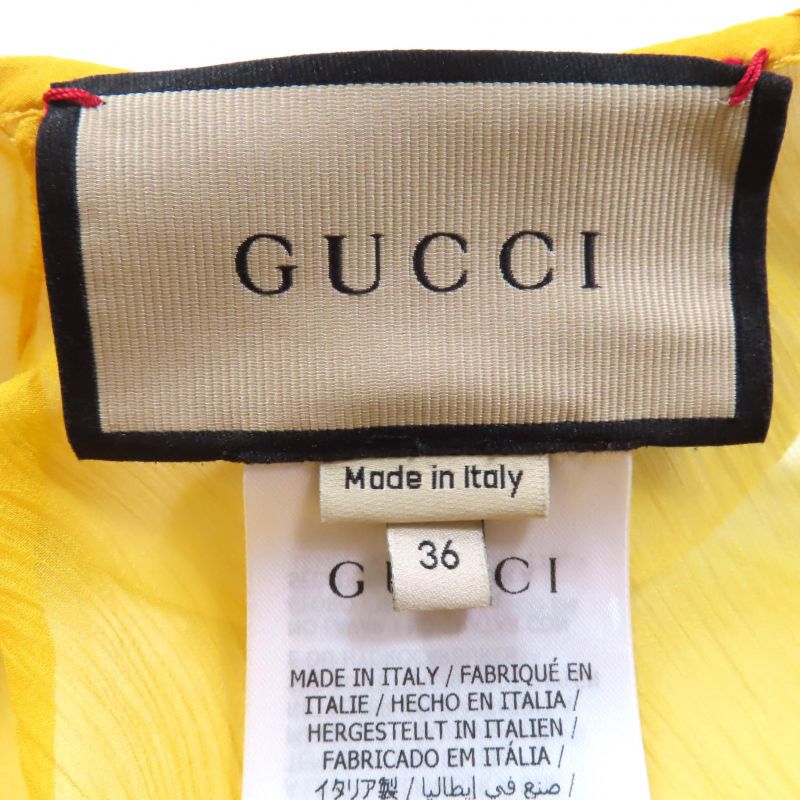 GUCCI
Made in Italy
36
GUCCI
MADE IN ITALY / FABRIQUÉ EN
ITALIE / HECHO EN ITALIA /
HERGESTELLT IN ITALIEN /
FABRICADO EM ITÁLIA /
イタリア製 / صنع في إيطاليا /